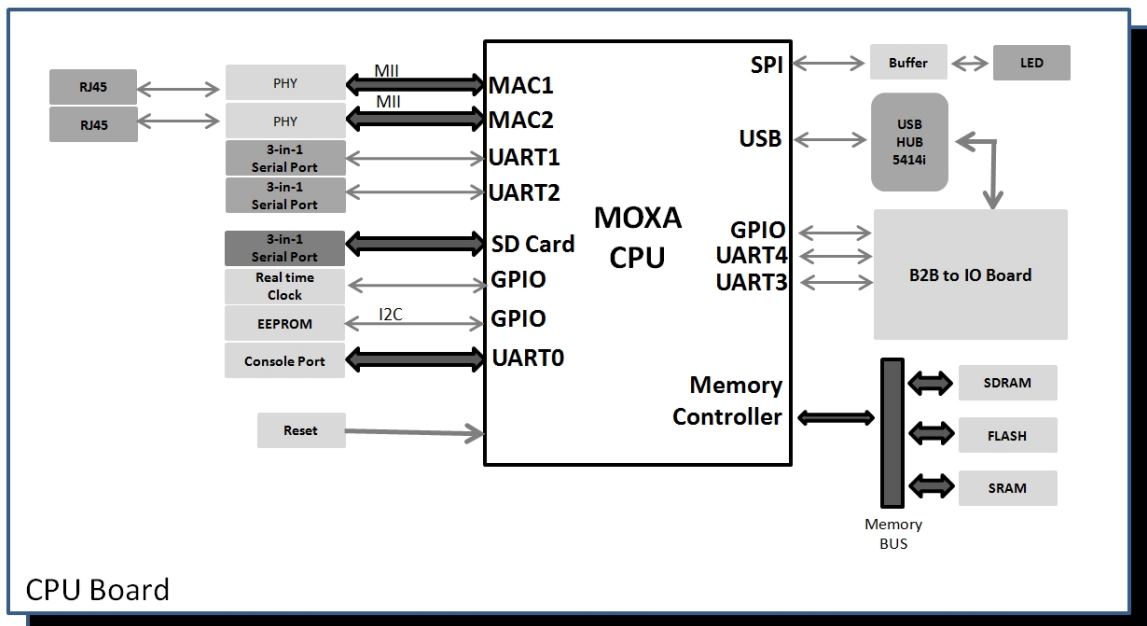 RJ45
PHY
MII
MAC1
RJ45
PHY
MII
MAC2
3-in-1
Serial Port
UART1
3-in-1
Serial Port
UART2
3-in-1
Serial Port
SD Card
Real time
Clock
GPIO
EEPROM
I2C
GPIO
Console Port
UART0
Reset
MOXA
CPU
SPI
Buffer
LED
USB
USB
HUB
5414i
GPIO
UART4
UART3
B2B to IO Board
Memory
Controller
SDRAM
FLASH
SRAM
Memory
BUS
CPU Board